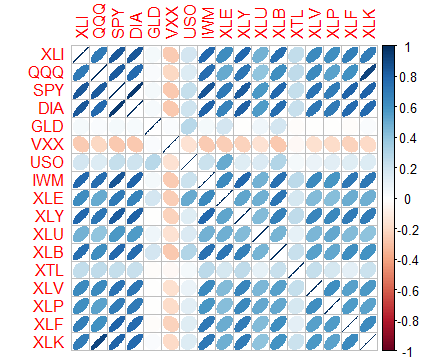 XLI QQQ SPY DIA GLD VXX USO IWM XLE XLY XLU XLB XTL XLV XLP XLF XLK
XLI
QQQ
SPY
DIA
GLD
VXX
USO
IWM
XLE
XLY
XLU
XLB
XTL
XLV
XLP
XLF
XLK
1
0.8
0.6
0.4
0.2
0
-0.2
-0.4
-0.6
-0.8
-1